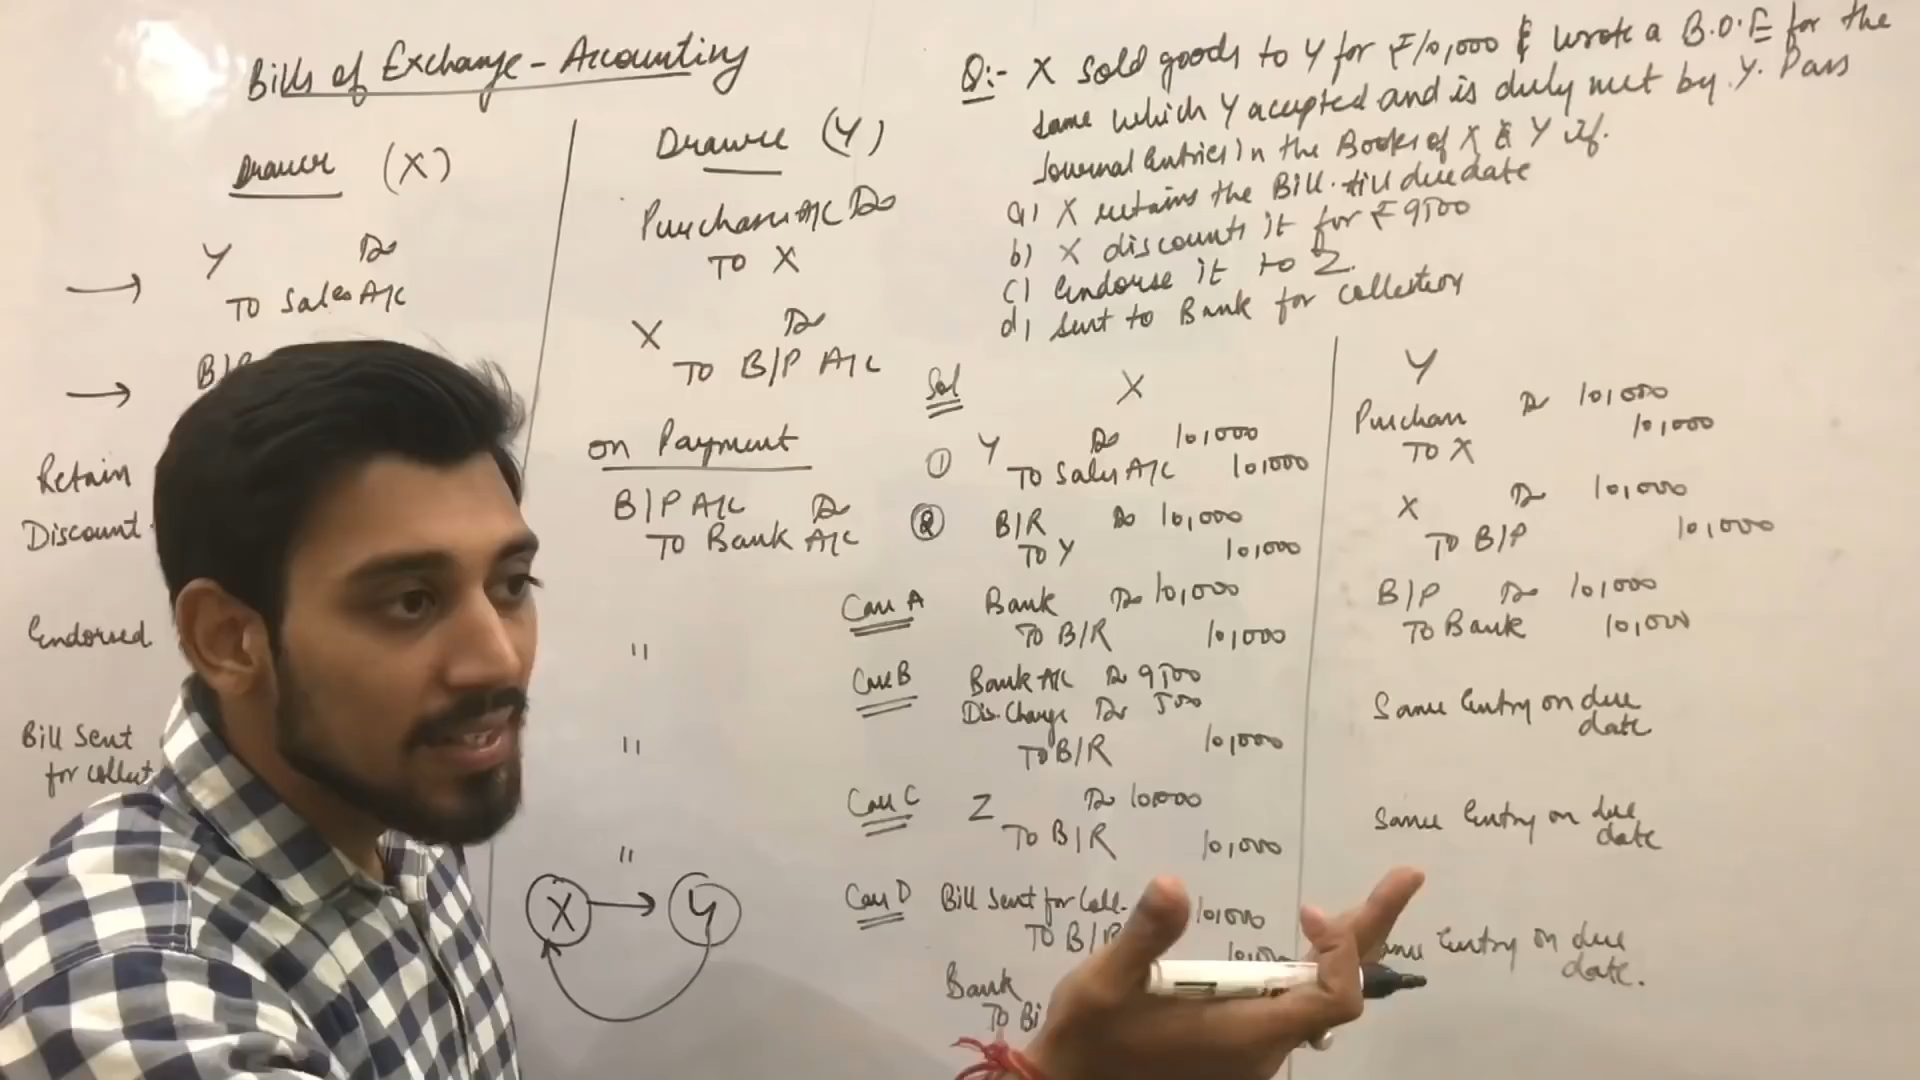 Bills of Exchange - Accounting
Drawer (X)
Y Dr
To Sales A/c
B/R
Retain
Discount
Endorsed
Bill Sent
for collect
Drawee (Y)
Purchases A/c Dr
To X
X Dr
To B/P A/c
on Payment
B/P A/c Dr
To Bank A/c
"
"
"
X → Y
Q:- X sold goods to Y for ₹10,000 & wrote a B.O.E for the
same which Y accepted and is duly met by Y. Pass
Journal Entries in the Books of X & Y if.
a) X retains the Bill till due date
b) X discounts it for ₹9500
c) Endorse it to Z.
d) Sent to Bank for collection
Sol X
① Y Dr 10,000
To Sales A/c 10,000
② B/R Dr 10,000
To Y 10,000
Case A Bank Dr 10,000
To B/R 10,000
Case B Bank A/c Dr 9500
Dis. Charge Dr 500
To B/R 10,000
Case C Z Dr 10,000
To B/R 10,000
Case D Bill Sent for Coll. 10,000
To B/R
Bank
To Bi
Y
Purchase Dr 10,000
To X 10,000
X Dr 10,000
To B/P 10,000
B/P Dr 10,000
To Bank 10,000
Same Entry on due
date
Same Entry on due
date
Same Entry on due
date.